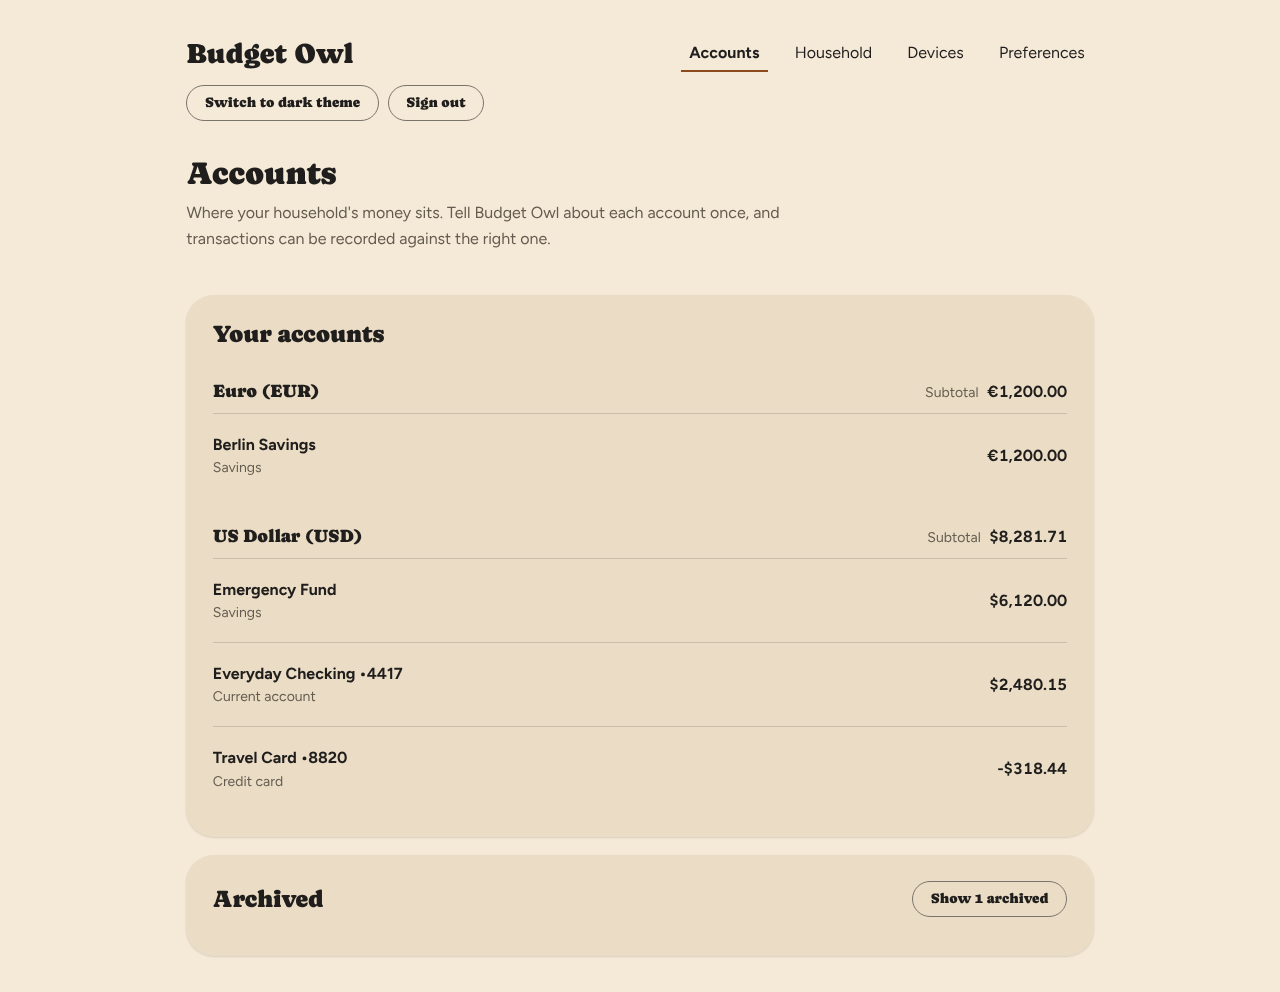 Budget Owl
Accounts Household Devices Preferences
Switch to dark theme Sign out
Accounts
Where your household's money sits. Tell Budget Owl about each account once, and
transactions can be recorded against the right one.
Your accounts
Euro (EUR) Subtotal €1,200.00
Berlin Savings
Savings
€1,200.00
US Dollar (USD) Subtotal $8,281.71
Emergency Fund
Savings
$6,120.00
Everyday Checking •4417
Current account
$2,480.15
Travel Card •8820
Credit card
-$318.44
Archived Show 1 archived